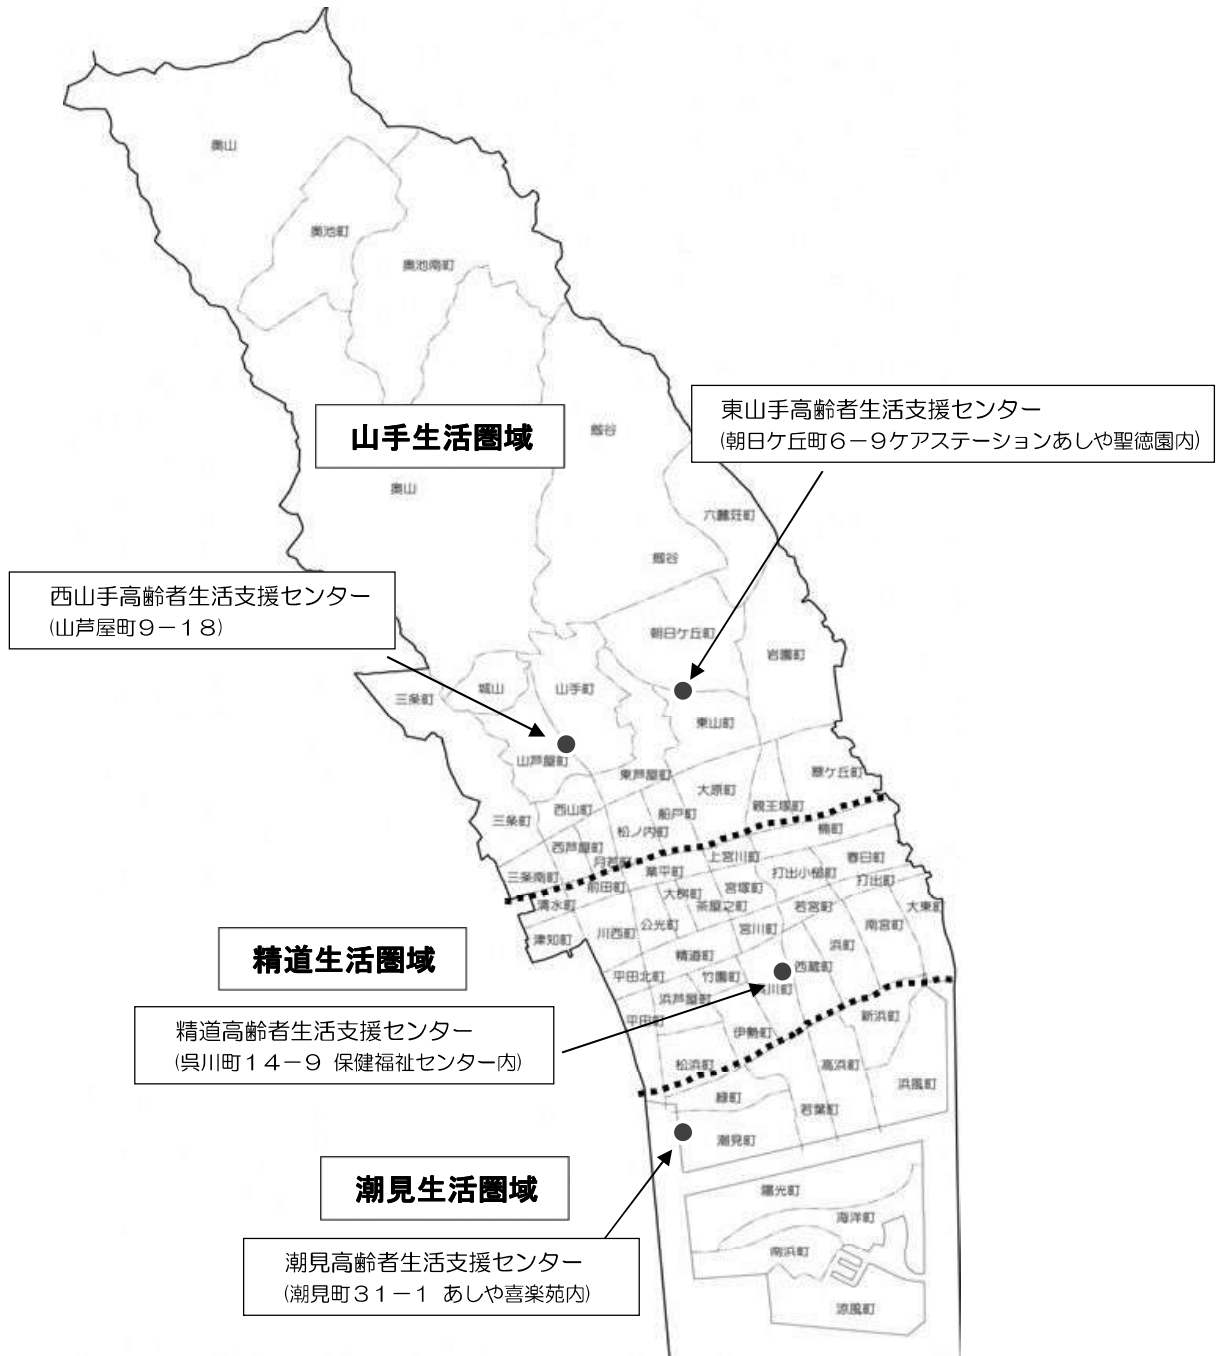 奥山
奥池町
奥池南町
東山手高齢者生活支援センター
(朝日ケ丘町6－9ケアステーションあしや聖徳園内)
山手生活圏域
剱谷
奥山
六麓荘町
剱谷
西山手高齢者生活支援センター
(山芦屋町9－18)
朝日ケ丘町
岩園町
城山
山手町
三条町
東山町
山芦屋町
東芦屋町
翠ケ丘町
大原町
親王塚町
西山町
船戸町
三条町
松ノ内町
楠町
西芦屋町
月若町
上宮川町
春日町
業平町
打出小槌町
三条南町
前田町
大桝町
宮塚町
打出町
清水町
茶屋之町
若宮町
大東町
川西町
公光町
宮川町
南宮町
津知町
浜町
精道生活圏域
精道町
西蔵町
平田北町
竹園町
呉川町
浜芦屋町
平田町
新浜町
精道高齢者生活支援センター
(呉川町14－9 保健福祉センター内)
伊勢町
松浜町
高浜町
浜風町
緑町
若葉町
潮見町
潮見生活圏域
陽光町
海洋町
南浜町
潮見高齢者生活支援センター
(潮見町31－1 あしや喜楽苑内)
涼風町